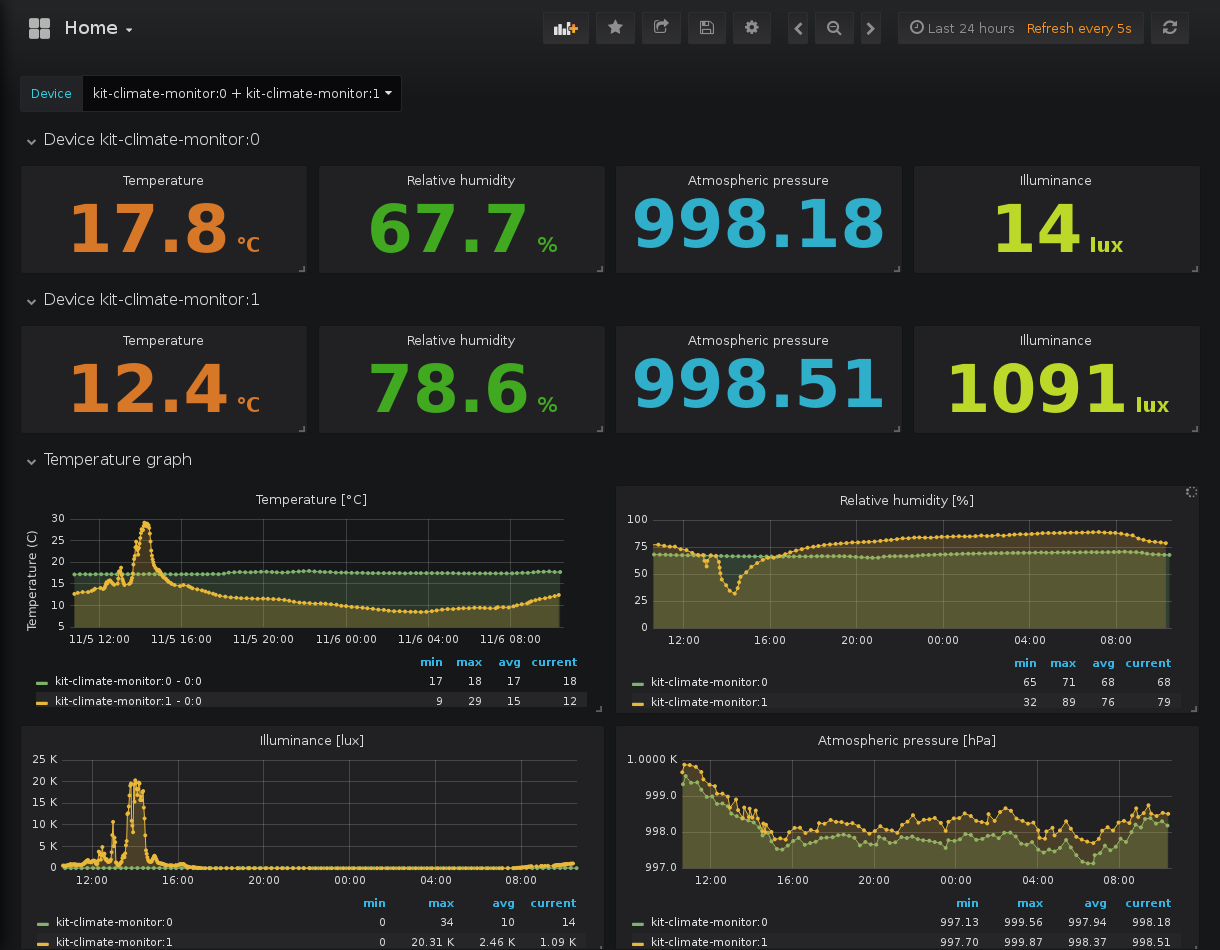 Home
Last 24 hours Refresh every 5s
Device kit-climate-monitor:0 + kit-climate-monitor:1
Device kit-climate-monitor:0
Temperature Relative humidity Atmospheric pressure Illuminance
17.8 °C 67.7 % 998.18 14 lux
Device kit-climate-monitor:1
Temperature Relative humidity Atmospheric pressure Illuminance
12.4 °C 78.6 % 998.51 1091 lux
Temperature graph
Temperature [°C]
Temperature (C)
30
25
20
15
10
5
11/5 12:00 11/5 16:00 11/5 20:00 11/6 00:00 11/6 04:00 11/6 08:00
min max avg current
kit-climate-monitor:0 - 0:0 17 18 17 18
kit-climate-monitor:1 - 0:0 9 29 15 12
Relative humidity [%]
100
75
50
25
0
12:00 16:00 20:00 00:00 04:00 08:00
min max avg current
kit-climate-monitor:0 65 71 68 68
kit-climate-monitor:1 32 89 76 79
Illuminance [lux]
25 K
20 K
15 K
10 K
5 K
0
12:00 16:00 20:00 00:00 04:00 08:00
min max avg current
kit-climate-monitor:0 0 34 10 14
kit-climate-monitor:1 0 20.31 K 2.46 K 1.09 K
Atmospheric pressure [hPa]
1.0000 K
999.0
998.0
997.0
12:00 16:00 20:00 00:00 04:00 08:00
min max avg current
kit-climate-monitor:0 997.13 999.56 997.94 998.18
kit-climate-monitor:1 997.70 999.87 998.37 998.51